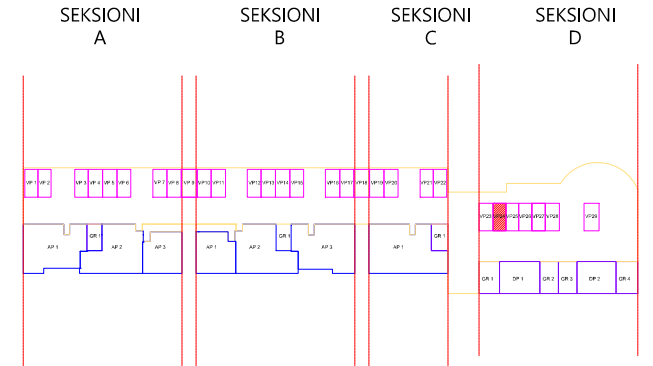 SEKSIONI SEKSIONI SEKSIONI SEKSIONI
A B C D
VP 1 VP 2 VP 3 VP 4 VP 5 VP 6 VP 7 VP 8 VP 9 VP10 VP11 VP12 VP13 VP14 VP15 VP16 VP17 VP18 VP19 VP20 VP21 VP22
VP23 VP24 VP25 VP26 VP27 VP28 VP29
GR 1 GR 1 GR 1
AP 1 AP 2 AP 3 AP 1 AP 2 AP 3 AP 1
GR 1 DP 1 GR 2 GR 3 DP 2 GR 4